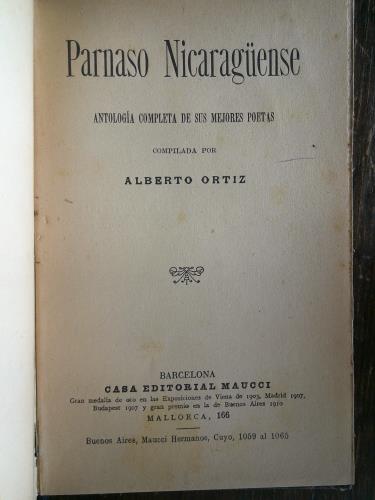 Parnaso Nicaragüense
ANTOLOGÍA COMPLETA DE SUS MEJORES POETAS
COMPILADA POR
ALBERTO ORTIZ
BARCELONA
CASA EDITORIAL MAUCCI
Gran medalla de oro en las Exposiciones de Viena de 1903, Madrid 1907,
Budapest 1907 y gran premio en la de Buenos Aires 1910
MALLORCA, 166
Buenos Aires, Maucci Hermanos, Cuyo, 1059 al 1065